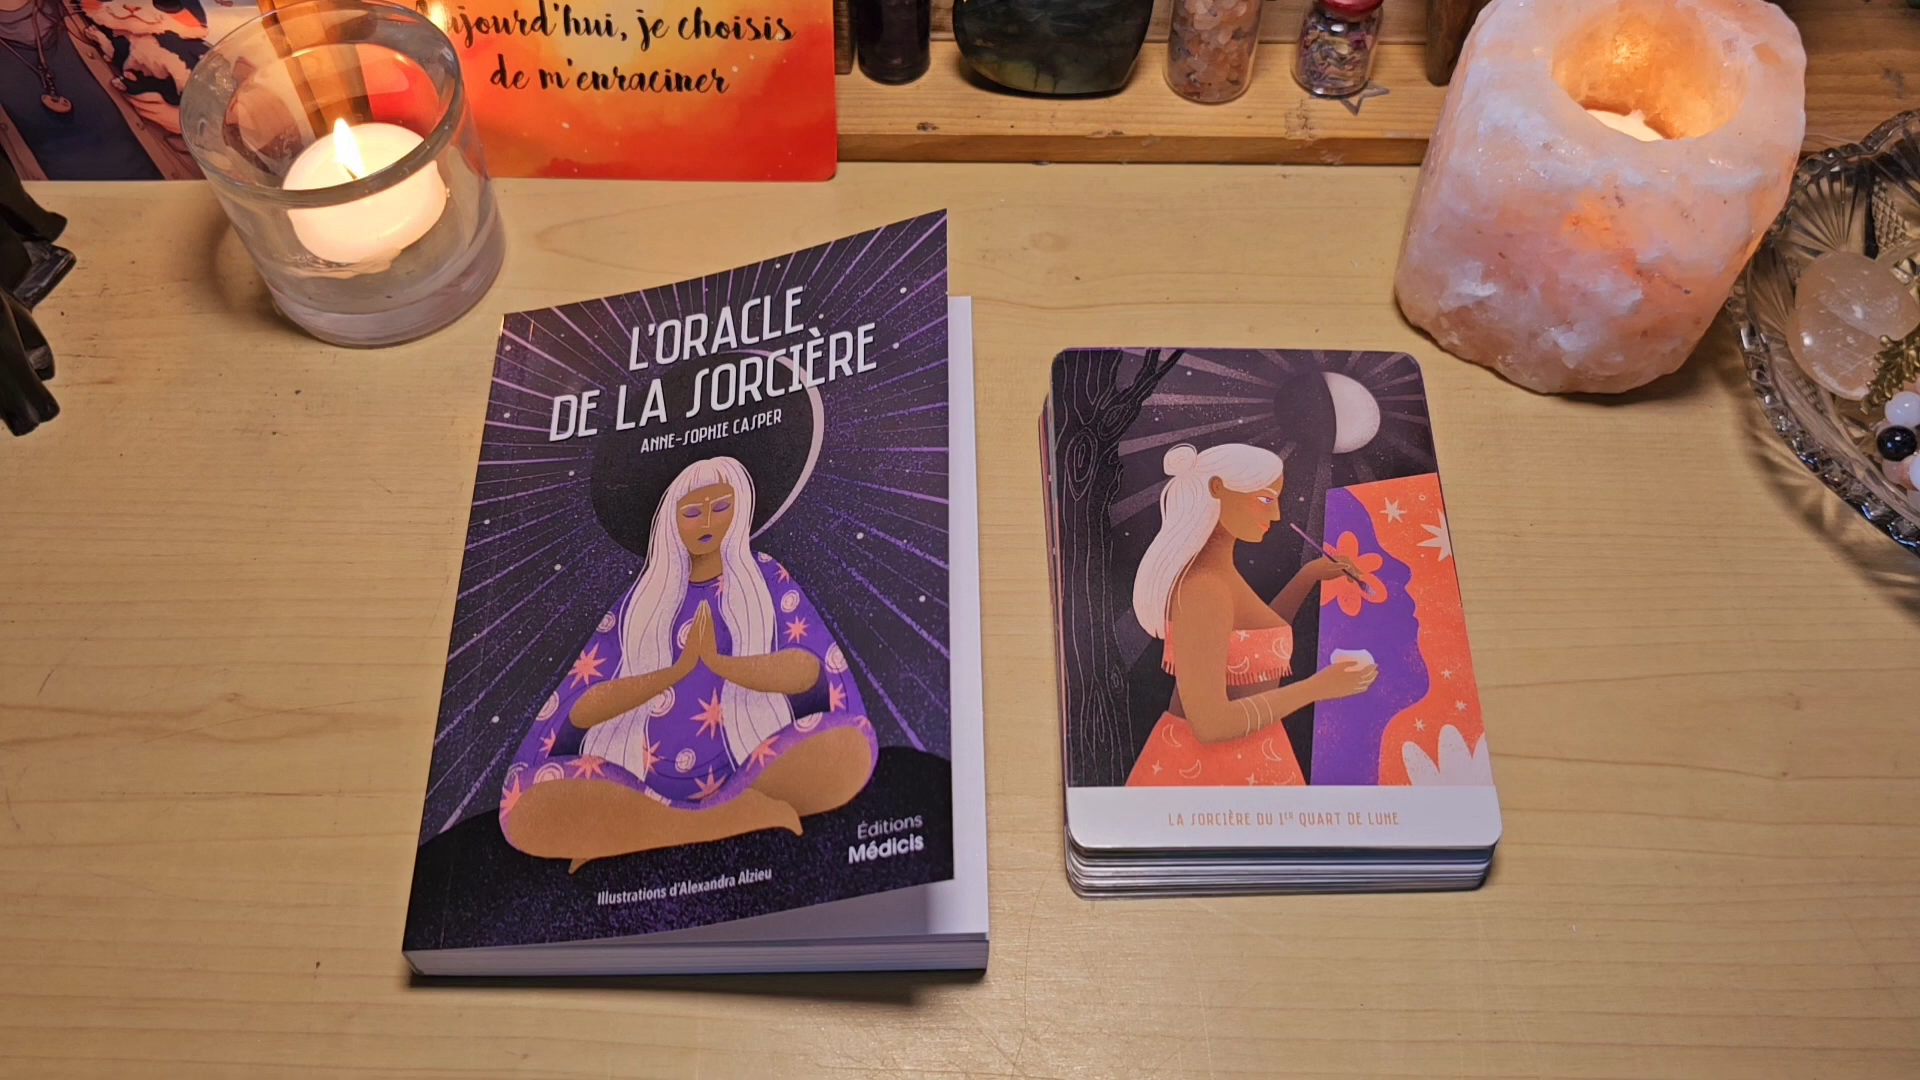 Aujourd'hui, je choisis
de m'enraciner
L'ORACLE
DE LA SORCIÈRE
ANNE-SOPHIE CASPER
Éditions
Médicis
Illustrations d'Alexandra Alzieu
LA SORCIÈRE DU 1ER QUART DE LUNE